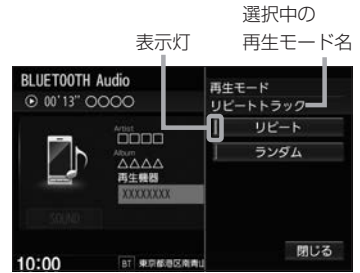 選択中の
表示灯
再生モード名
BLUETOOTH Audio
00'13" ○○○○
再生モード
リピートトラック
リピート
ランダム
Artist
□□□□
Album
△△△△
再生機器
XXXXXXXX
SOUND
閉じる
10:00
BT 東京都港区南青山